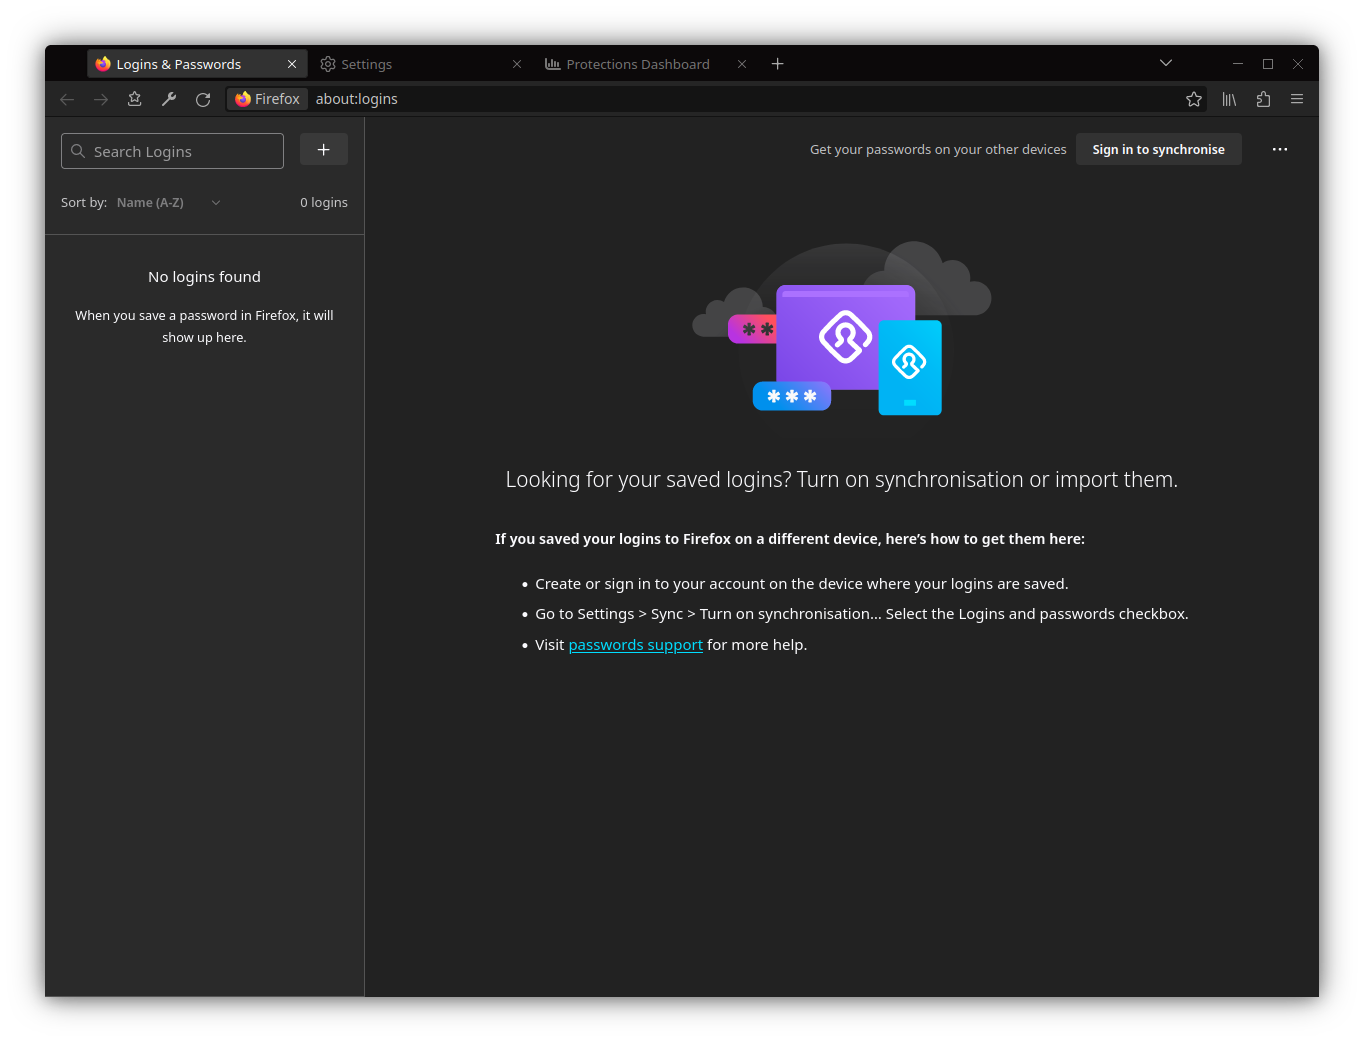 Logins & Passwords
Settings
Protections Dashboard
Firefox about:logins
Search Logins
Get your passwords on your other devices Sign in to synchronise
Sort by: Name (A-Z) 0 logins
No logins found
When you save a password in Firefox, it will
show up here.
Looking for your saved logins? Turn on synchronisation or import them.
If you saved your logins to Firefox on a different device, here’s how to get them here:
• Create or sign in to your account on the device where your logins are saved.
• Go to Settings > Sync > Turn on synchronisation… Select the Logins and passwords checkbox.
• Visit passwords support for more help.